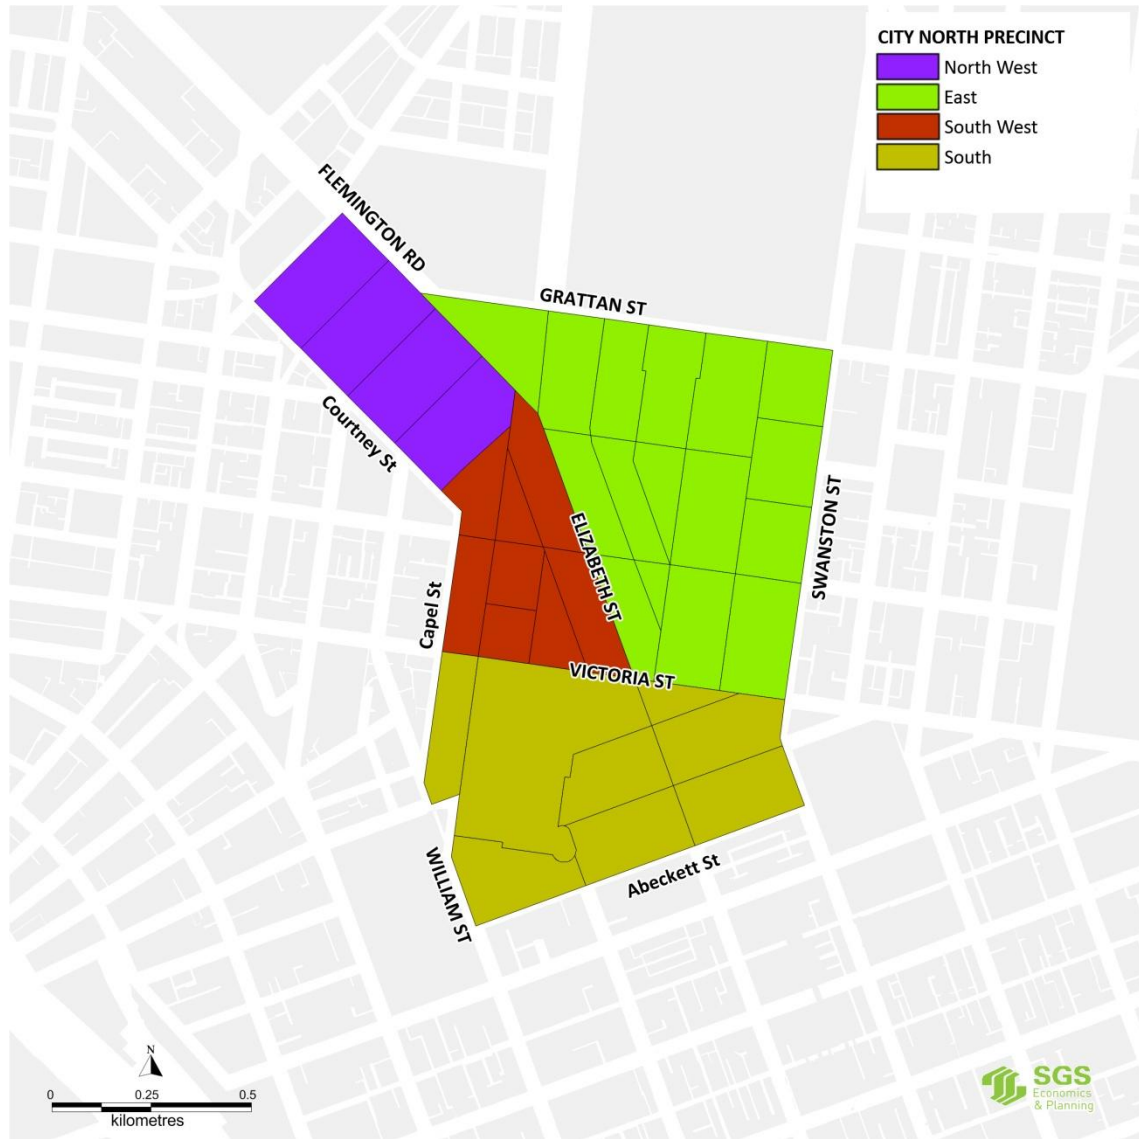 CITY NORTH PRECINCT
North West
East
South West
South
FLEMINGTON RD
GRATTAN ST
Courtney St
ELIZABETH ST
SWANSTON ST
Capel St
VICTORIA ST
WILLIAM ST
Abeckett St
N
0 0.25 0.5
kilometres
SGS
Economics
& Planning